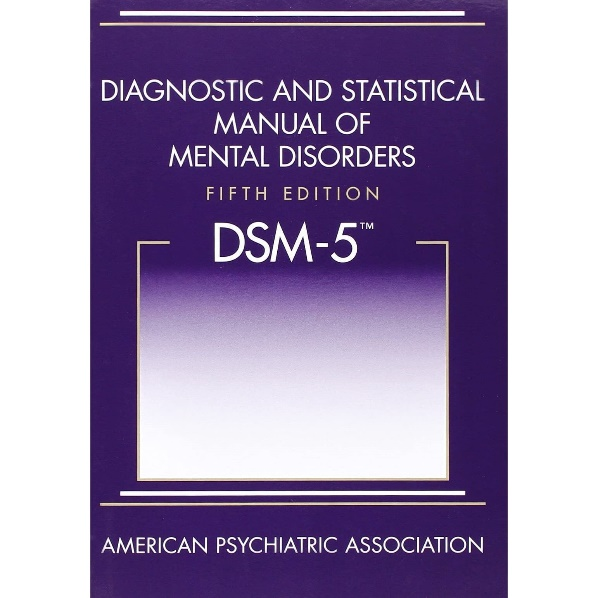 DIAGNOSTIC AND STATISTICAL
MANUAL OF
MENTAL DISORDERS
FIFTH EDITION
DSM-5™
AMERICAN PSYCHIATRIC ASSOCIATION